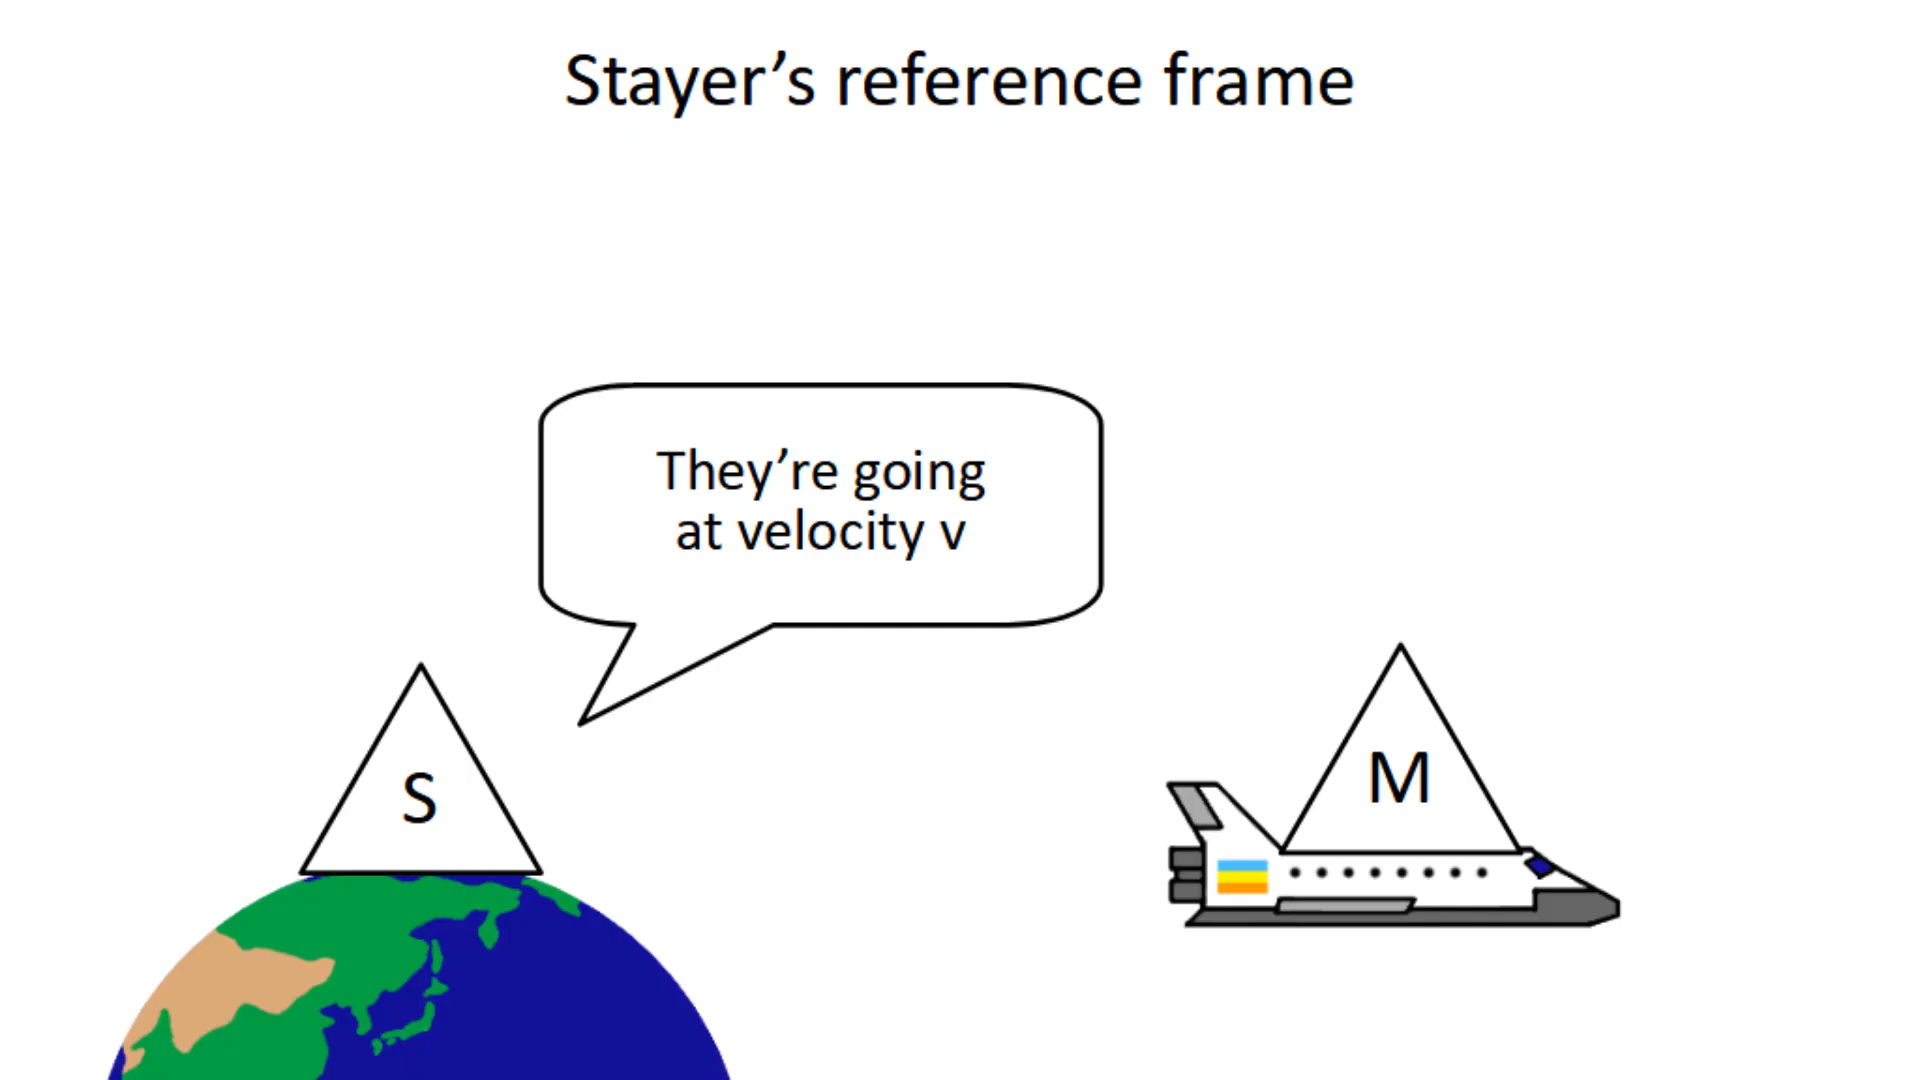 Stayer’s reference frame
They’re going
at velocity v
S
M